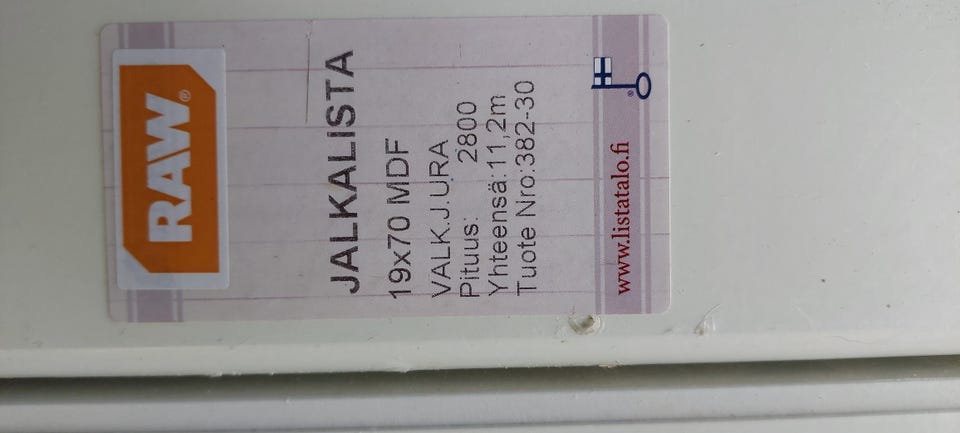 RAW®
JALKALISTA
19x70 MDF
VALK.J.URA
Pituus: 2800
Yhteensä:11,2m
Tuote Nro:382-30
www.listatalo.fi